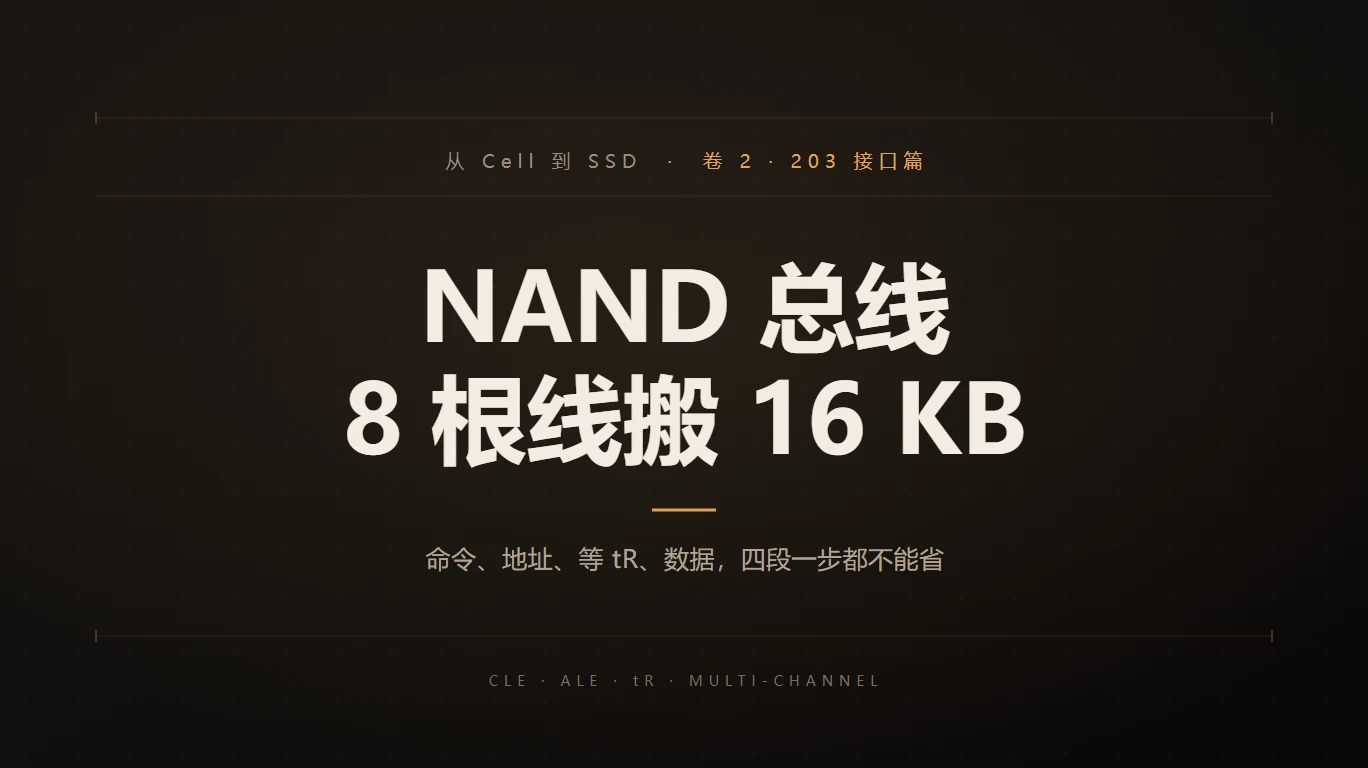 从 Cell 到 SSD · 卷 2 · 203 接口篇
NAND 总线
8 根线搬 16 KB
命令、地址、等 tR、数据，四段一步都不能省
CLE · ALE · tR · MULTI-CHANNEL